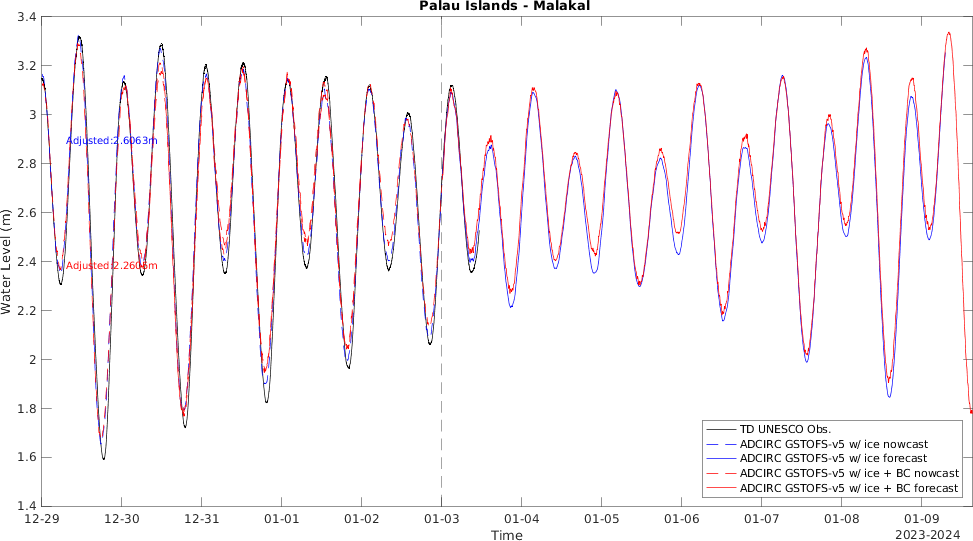 Palau Islands - Malakal
Water Level (m)
3.4
3.2
3
2.8
2.6
2.4
2.2
2
1.8
1.6
1.4
Adjusted:2.6063m
Adjusted:2.2606m
TD UNESCO Obs.
ADCIRC GSTOFS-v5 w/ ice nowcast
ADCIRC GSTOFS-v5 w/ ice forecast
ADCIRC GSTOFS-v5 w/ ice + BC nowcast
ADCIRC GSTOFS-v5 w/ ice + BC forecast
12-29 12-30 12-31 01-01 01-02 01-03 01-04 01-05 01-06 01-07 01-08 01-09
Time
2023-2024